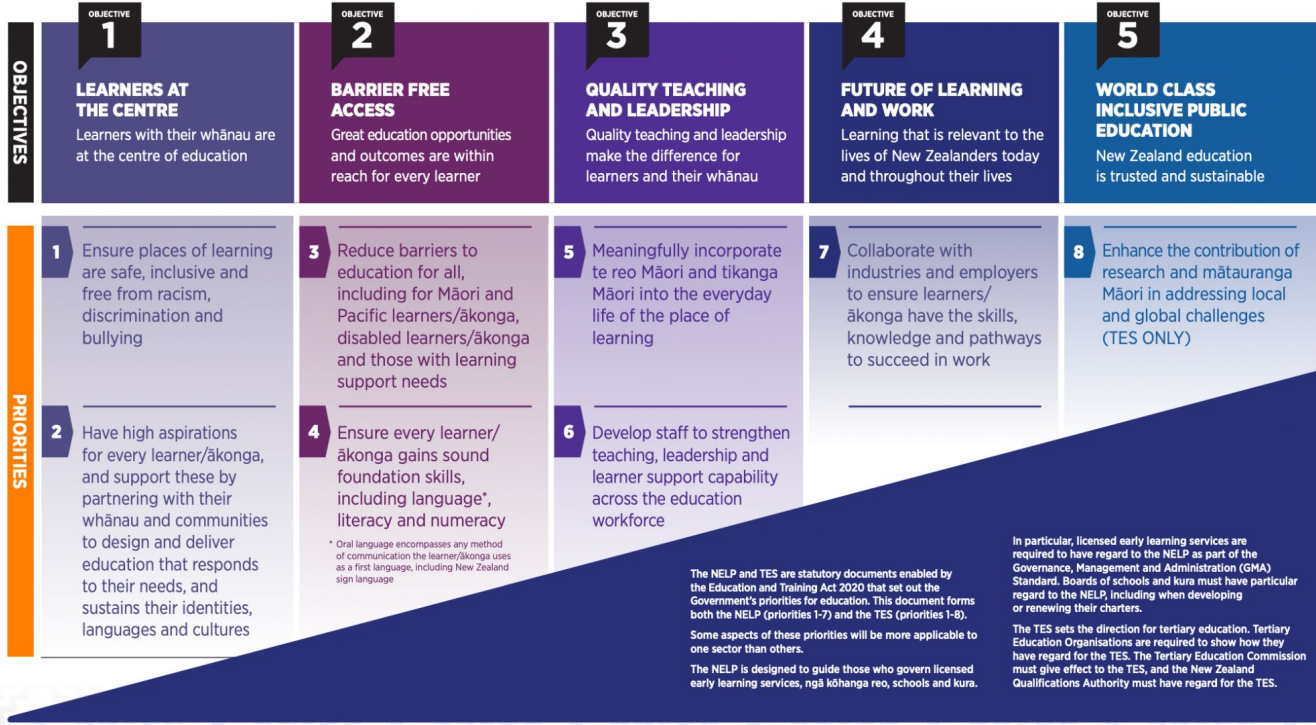 OBJECTIVES
OBJECTIVE
1
LEARNERS AT
THE CENTRE
Learners with their whānau are
at the centre of education
OBJECTIVE
2
BARRIER FREE
ACCESS
Great education opportunities
and outcomes are within
reach for every learner
OBJECTIVE
3
QUALITY TEACHING
AND LEADERSHIP
Quality teaching and leadership
make the difference for
learners and their whānau
OBJECTIVE
4
FUTURE OF LEARNING
AND WORK
Learning that is relevant to the
lives of New Zealanders today
and throughout their lives
OBJECTIVE
5
WORLD CLASS
INCLUSIVE PUBLIC
EDUCATION
New Zealand education
is trusted and sustainable
PRIORITIES
1
Ensure places of learning
are safe, inclusive and
free from racism,
discrimination and
bullying
2
Have high aspirations
for every learner/ākonga,
and support these by
partnering with their
whānau and communities
to design and deliver
education that responds
to their needs, and
sustains their identities,
languages and cultures
3
Reduce barriers to
education for all,
including for Māori and
Pacific learners/ākonga,
disabled learners/ākonga
and those with learning
support needs
4
Ensure every learner/
ākonga gains sound
foundation skills,
including language*,
literacy and numeracy
* Oral language encompasses any method
of communication the learner/ākonga uses
as a first language, including New Zealand
sign language
5
Meaningfully incorporate
te reo Māori and tikanga
Māori into the everyday
life of the place of
learning
6
Develop staff to strengthen
teaching, leadership and
learner support capability
across the education
workforce
7
Collaborate with
industries and employers
to ensure learners/
ākonga have the skills,
knowledge and pathways
to succeed in work
8
Enhance the contribution of
research and mātauranga
Māori in addressing local
and global challenges
(TES ONLY)
The NELP and TES are statutory documents enabled by
the Education and Training Act 2020 that set out the
Government's priorities for education. This document forms
both the NELP (priorities 1-7) and the TES (priorities 1-8).
Some aspects of these priorities will be more applicable to
one sector than others.
The NELP is designed to guide those who govern licensed
early learning services, ngā kōhanga reo, schools and kura.
In particular, licensed early learning services are
required to have regard to the NELP as part of the
Governance, Management and Administration (GMA)
Standard. Boards of schools and kura must have particular
regard to the NELP, including when developing
or renewing their charters.
The TES sets the direction for tertiary education. Tertiary
Education Organisations are required to show how they
have regard for the TES. The Tertiary Education Commission
must give effect to the TES, and the New Zealand
Qualifications Authority must have regard for the TES.